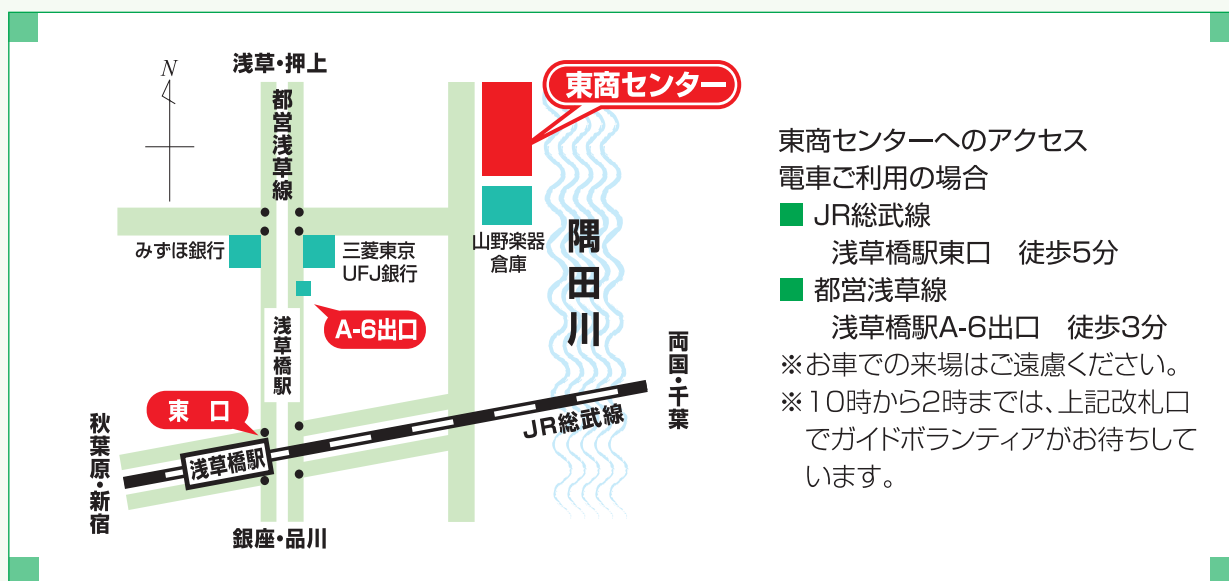 N
浅草・押上
都営浅草線
東商センター
みずほ銀行
三菱東京
UFJ銀行
山野楽器
倉庫
隅田川
A-6出口
浅草橋駅
東 口
浅草橋駅
JR総武線
両国・千葉
秋葉原・新宿
銀座・品川
東商センターへのアクセス
電車ご利用の場合
■ JR総武線
浅草橋駅東口 徒歩5分
■ 都営浅草線
浅草橋駅A-6出口 徒歩3分
※お車での来場はご遠慮ください。
※10時から2時までは、上記改札口
でガイドボランティアがお待ちして
います。